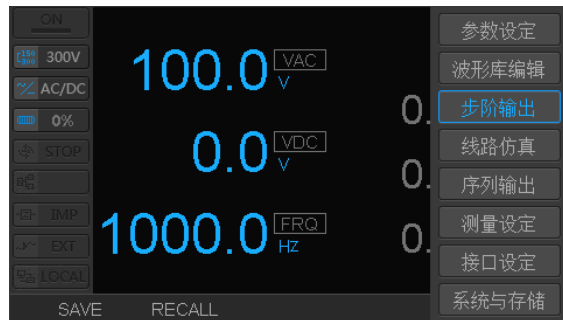 ON
150 300 300V
AC/DC
0%
STOP
IMP
EXT
LOCAL
100.0 VAC V
0.
0.0 VDC V
0.
1000.0 FRQ Hz
0.
SAVE RECALL
参数设定
波形库编辑
步阶输出
线路仿真
序列输出
测量设定
接口设定
系统与存储